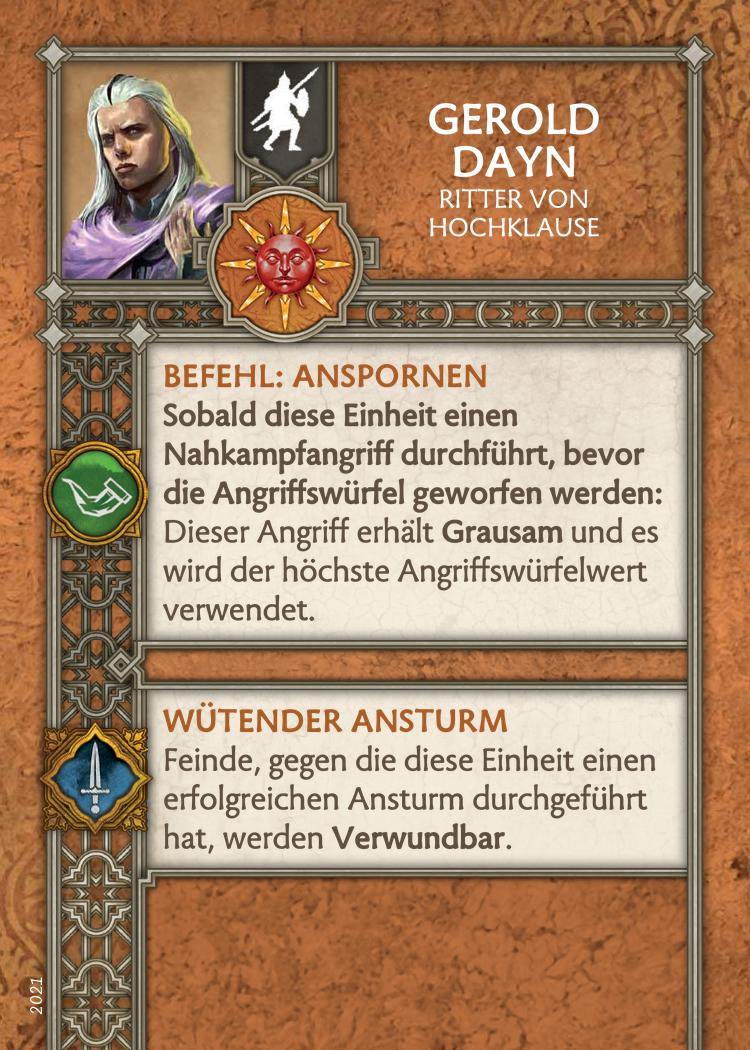 GEROLD
DAYN
RITTER VON
HOCHKLAUSE
BEFEHL: ANSPORNEN
Sobald diese Einheit einen
Nahkampfangriff durchführt, bevor
die Angriffswürfel geworfen werden:
Dieser Angriff erhält Grausam und es
wird der höchste Angriffswürfelwert
verwendet.
WÜTENDER ANSTURM
Feinde, gegen die diese Einheit einen
erfolgreichen Ansturm durchgeführt
hat, werden Verwundbar.
2021